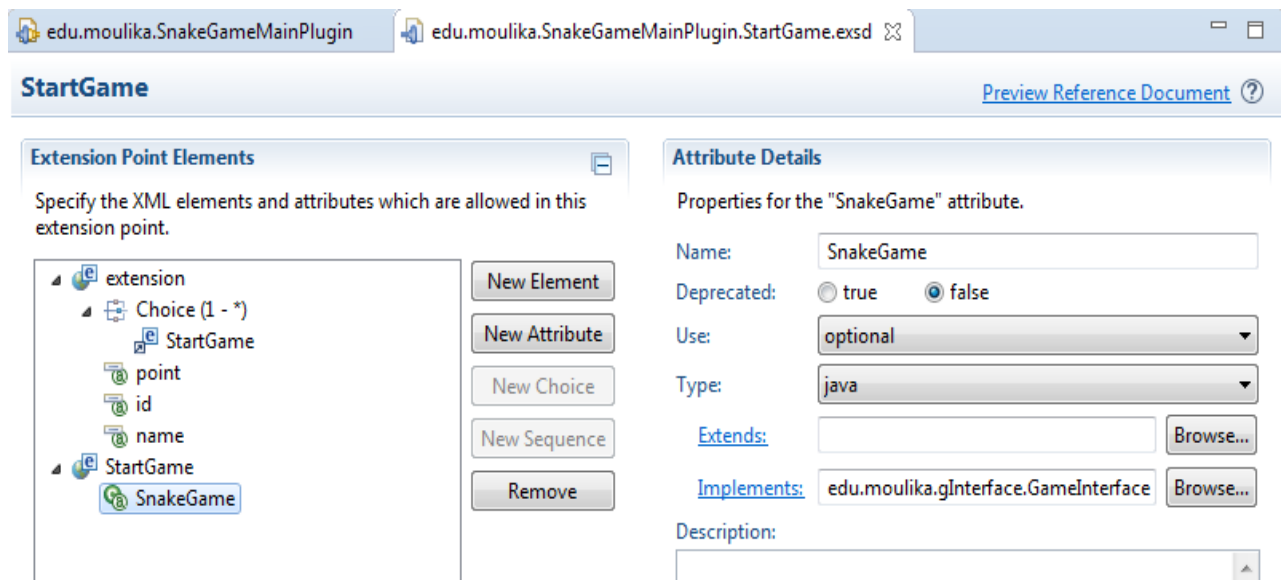 edu.moulika.SnakeGameMainPlugin
edu.moulika.SnakeGameMainPlugin.StartGame.exsd
StartGame
Preview Reference Document
Extension Point Elements
Specify the XML elements and attributes which are allowed in this
extension point.
extension
Choice (1 - *)
StartGame
point
id
name
StartGame
SnakeGame
New Element
New Attribute
New Choice
New Sequence
Remove
Attribute Details
Properties for the "SnakeGame" attribute.
Name: SnakeGame
Deprecated: true false
Use: optional
Type: java
Extends: Browse...
Implements: edu.moulika.gInterface.GameInterface Browse...
Description: